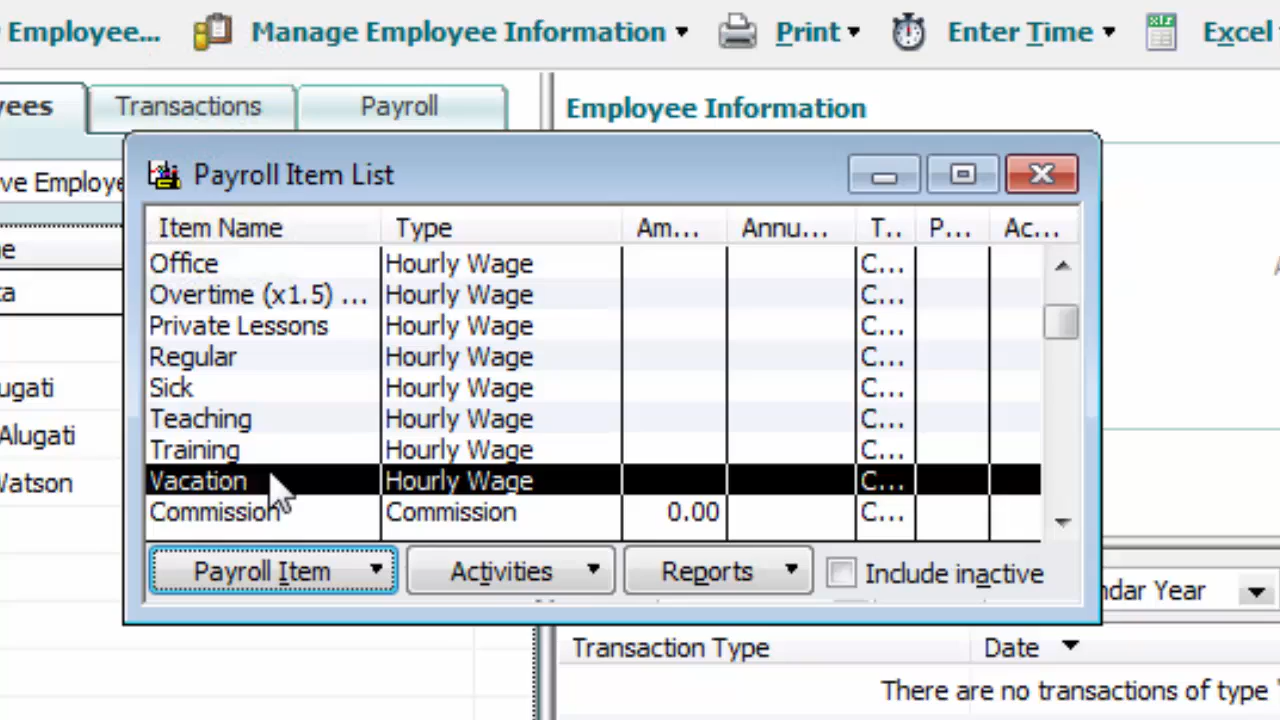 Employee... Manage Employee Information Print Enter Time Excel
ees Transactions Payroll Employee Information
ve Employe
e
ta
ugati
Alugati
Watson
Payroll Item List
Item Name Type Am... Annu... T.. P... Ac...
Office Hourly Wage C...
Overtime (x1.5) ... Hourly Wage C...
Private Lessons Hourly Wage C...
Regular Hourly Wage C...
Sick Hourly Wage C...
Teaching Hourly Wage C...
Training Hourly Wage C...
Vacation Hourly Wage C...
Commission Commission 0.00 C...
Payroll Item Activities Reports Include inactive
ndar Year
Transaction Type Date
There are no transactions of type '